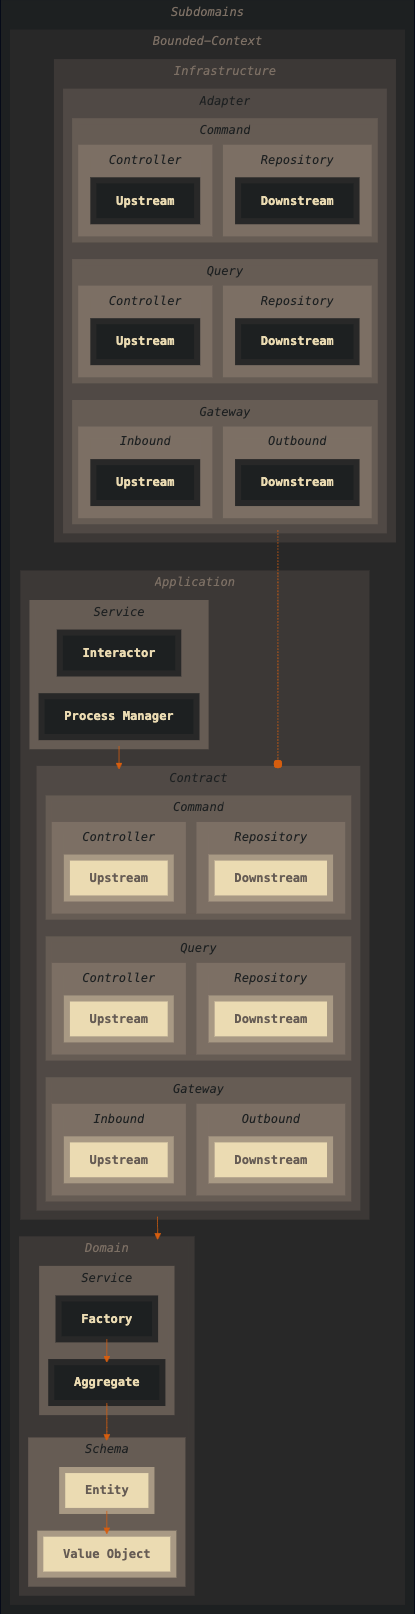 Subdomains
Bounded-Context
Infrastructure
Adapter
Command
Controller Repository
Upstream Downstream
Query
Controller Repository
Upstream Downstream
Gateway
Inbound Outbound
Upstream Downstream
Application
Service
Interactor
Process Manager
Contract
Command
Controller Repository
Upstream Downstream
Query
Controller Repository
Upstream Downstream
Gateway
Inbound Outbound
Upstream Downstream
Domain
Service
Factory
Aggregate
Schema
Entity
Value Object